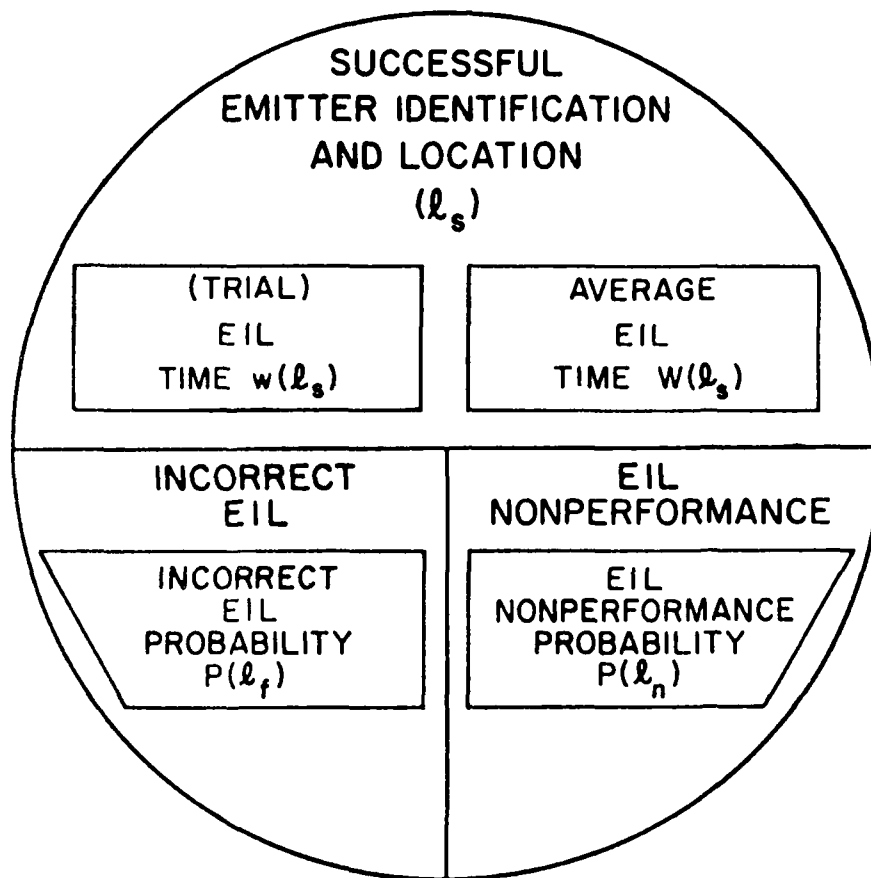 SUCCESSFUL
EMITTER IDENTIFICATION
AND LOCATION
(ℓs)
(TRIAL)
EIL
TIME w(ℓs)
AVERAGE
EIL
TIME W(ℓs)
INCORRECT
EIL
INCORRECT
EIL
PROBABILITY
P(ℓf)
EIL
NONPERFORMANCE
EIL
NONPERFORMANCE
PROBABILITY
P(ℓn)